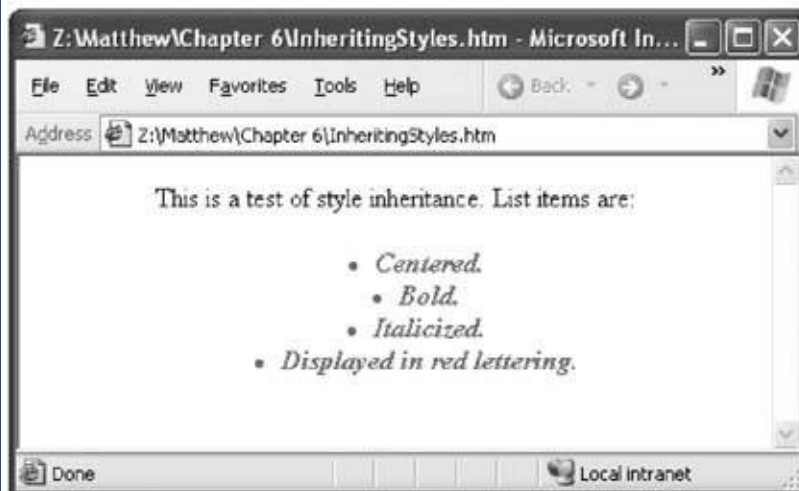 Z:\Matthew\Chapter 6\InheritingStyles.htm - Microsoft In...
File Edit View Favorites Tools Help Back »
Address Z:\Matthew\Chapter 6\InheritingStyles.htm
This is a test of style inheritance. List items are:
• Centered.
• Bold.
• Italicized.
• Displayed in red lettering.
Done Local intranet